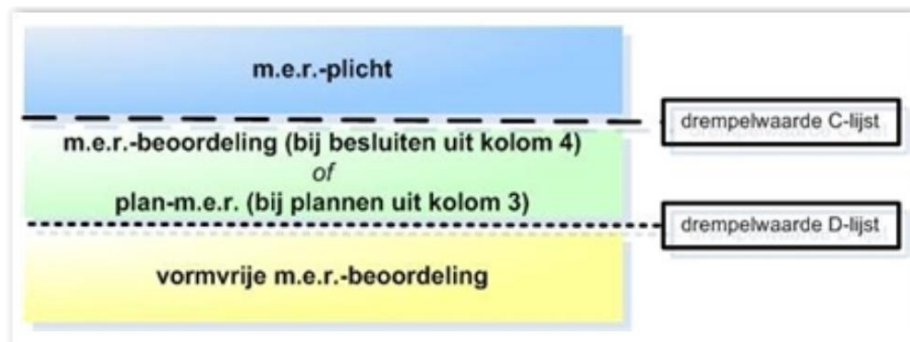 m.e.r.-plicht
drempelwaarde C-lijst
m.e.r.-beoordeling (bij besluiten uit kolom 4)
of
plan-m.e.r. (bij plannen uit kolom 3)
drempelwaarde D-lijst
vormvrije m.e.r.-beoordeling